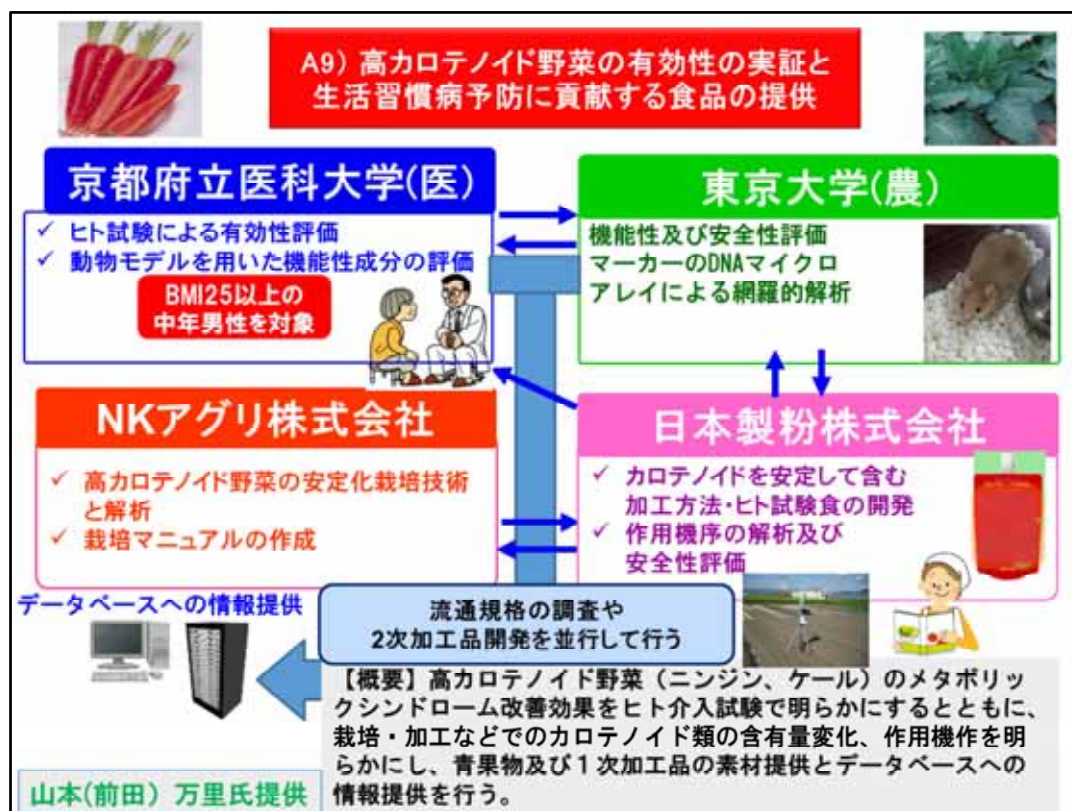 A9) 高カロテノイド野菜の有効性の実証と
生活習慣病予防に貢献する食品の提供
京都府立医科大学(医)
✓ ヒト試験による有効性評価
✓ 動物モデルを用いた機能性成分の評価
BMI25以上の
中年男性を対象
東京大学(農)
機能性及び安全性評価
マーカーのDNAマイクロ
アレイによる網羅的解析
NKアグリ株式会社
✓ 高カロテノイド野菜の安定化栽培技術
と解析
✓ 栽培マニュアルの作成
日本製粉株式会社
✓ カロテノイドを安定して含む
加工方法・ヒト試験食の開発
✓ 作用機序の解析及び
安全性評価
データベースへの情報提供
流通規格の調査や
2次加工品開発を並行して行う
【概要】高カロテノイド野菜（ニンジン、ケール）のメタボリッ
クシンドローム改善効果をヒト介入試験で明らかにするとともに、
栽培・加工などでのカロテノイド類の含有量変化、作用機作を明
らかにし、青果物及び１次加工品の素材提供とデータベースへの
情報提供を行う。
山本(前田）万里氏提供